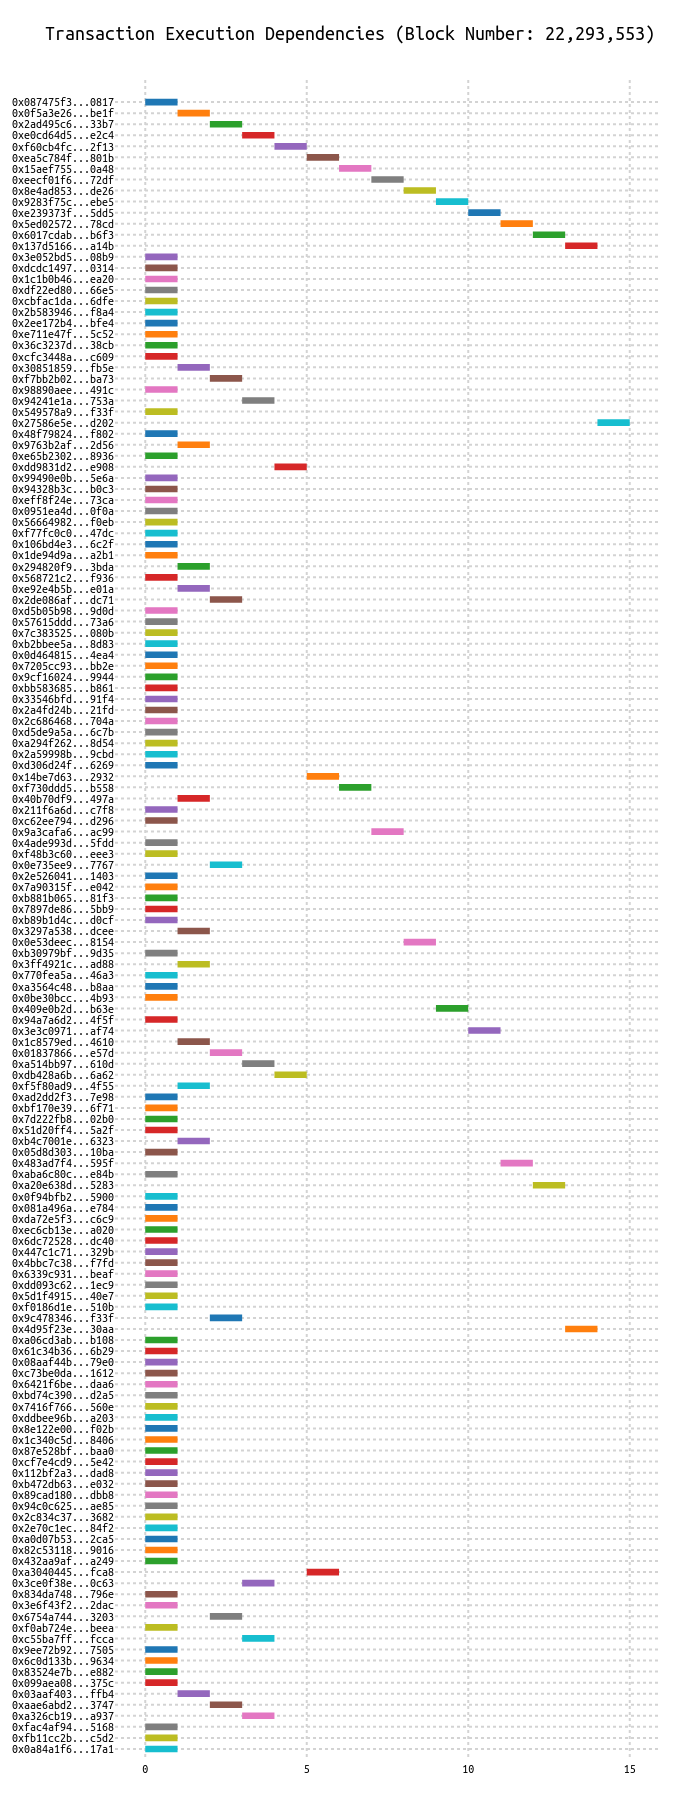 Transaction Execution Dependencies (Block Number: 22,293,553)
0x087475f3...0817
0x0f5a3e26...be1f
0x2ad495c6...33b7
0xe0cd64d5...e2c4
0xf60cb4fc...2f13
0xea5c784f...801b
0x15aef755...0a48
0xeecf01f6...72df
0x8e4ad853...de26
0x9283f75c...ebe5
0xe239373f...5dd5
0x5ed02572...78cd
0x6017cdab...b6f3
0x137d5166...a14b
0x3e052bd5...08b9
0xdcdc1497...0314
0x1c1b0b46...ea20
0xdf22ed80...66e5
0xcbfac1da...6dfe
0x2b583946...f8a4
0x2ee172b4...bfe4
0xe711e47f...5c52
0x36c3237d...38cb
0xcfc3448a...c609
0x30851859...fb5e
0xf7bb2b02...ba73
0x98890aee...491c
0x94241e1a...753a
0x549578a9...f33f
0x27586e5e...d202
0x48f79824...f802
0x9763b2af...2d56
0xe65b2302...8936
0xdd9831d2...e908
0x99490e0b...5e6a
0x94328b3c...b0c3
0xeff8f24e...73ca
0x0951ea4d...0f0a
0x56664982...f0eb
0xf77fc0c0...47dc
0x106bd4e3...6c2f
0x1de94d9a...a2b1
0x294820f9...3bda
0x568721c2...f936
0xe92e4b5b...e01a
0x2de086af...dc71
0xd5b05b98...9d0d
0x57615ddd...73a6
0x7c383525...080b
0xb2bbee5a...8d83
0x0d464815...4ea4
0x7205cc93...bb2e
0x9cf16024...9944
0xbb583685...b861
0x33546bfd...91f4
0x2a4fd24b...21fd
0x2c686468...704a
0xd5de9a5a...6c7b
0xa294f262...8d54
0x2a59998b...9cbd
0xd306d24f...6269
0x14be7d63...2932
0xf730ddd5...b558
0x40b70df9...497a
0x211f6a6d...c7f8
0xc62ee794...d296
0x9a3cafa6...ac99
0x4ade993d...5fdd
0xf48b3c60...eee3
0x0e735ee9...7767
0x2e526041...1403
0x7a90315f...e042
0xb881b065...81f3
0x7897de86...5bb9
0xb89b1d4c...d0cf
0x3297a538...dcee
0x0e53deec...8154
0xb30979bf...9d35
0x3ff4921c...ad88
0x770fea5a...46a3
0xa3564c48...b8aa
0x0be30bcc...4b93
0x409e0b2d...b63e
0x94a7a6d2...4f5f
0x3e3c0971...af74
0x1c8579ed...4610
0x01837866...e57d
0xa514bb97...610d
0xdb428a6b...6a62
0xf5f80ad9...4f55
0xad2dd2f3...7e98
0xbf170e39...6f71
0x7d222fb8...02b0
0x51d20ff4...5a2f
0xb4c7001e...6323
0x05d8d303...10ba
0x483ad7f4...595f
0xaba6c80c...e84b
0xa20e638d...5283
0x0f94bfb2...5900
0x081a496a...e784
0xda72e5f3...c6c9
0xec6cb13e...a020
0x6dc72528...dc40
0x447c1c71...329b
0x4bbc7c38...f7fd
0x6339c931...beaf
0xdd093c62...1ec9
0x5d1f4915...40e7
0xf0186d1e...510b
0x9c478346...f33f
0x4d95f23e...30aa
0xa06cd3ab...b108
0x61c34b36...6b29
0x08aaf44b...79e0
0xc73be0da...1612
0x6421f6be...daa6
0xbd74c390...d2a5
0x7416f766...560e
0xddbee96b...a203
0x8e122e00...f02b
0x1c340c5d...8406
0x87e528bf...baa0
0xcf7e4cd9...5e42
0x112bf2a3...dad8
0xb472db63...e032
0x89cad180...dbb8
0x94c0c625...ae85
0x2c834c37...3682
0x2e70c1ec...84f2
0xa0d07b53...2ca5
0x82c53118...9016
0x432aa9af...a249
0xa3040445...fca8
0x3ce0f38e...0c63
0x834da748...796e
0x3e6f43f2...2dac
0x6754a744...3203
0xf0ab724e...beea
0xc55ba7ff...fcca
0x9ee72b92...7505
0x6c0d133b...9634
0x83524e7b...e882
0x099aea08...375c
0x03aaf403...ffb4
0xaae6abd2...3747
0xa326cb19...a937
0xfac4af94...5168
0xfb11cc2b...c5d2
0x0a84a1f6...17a1
0 5 10 15